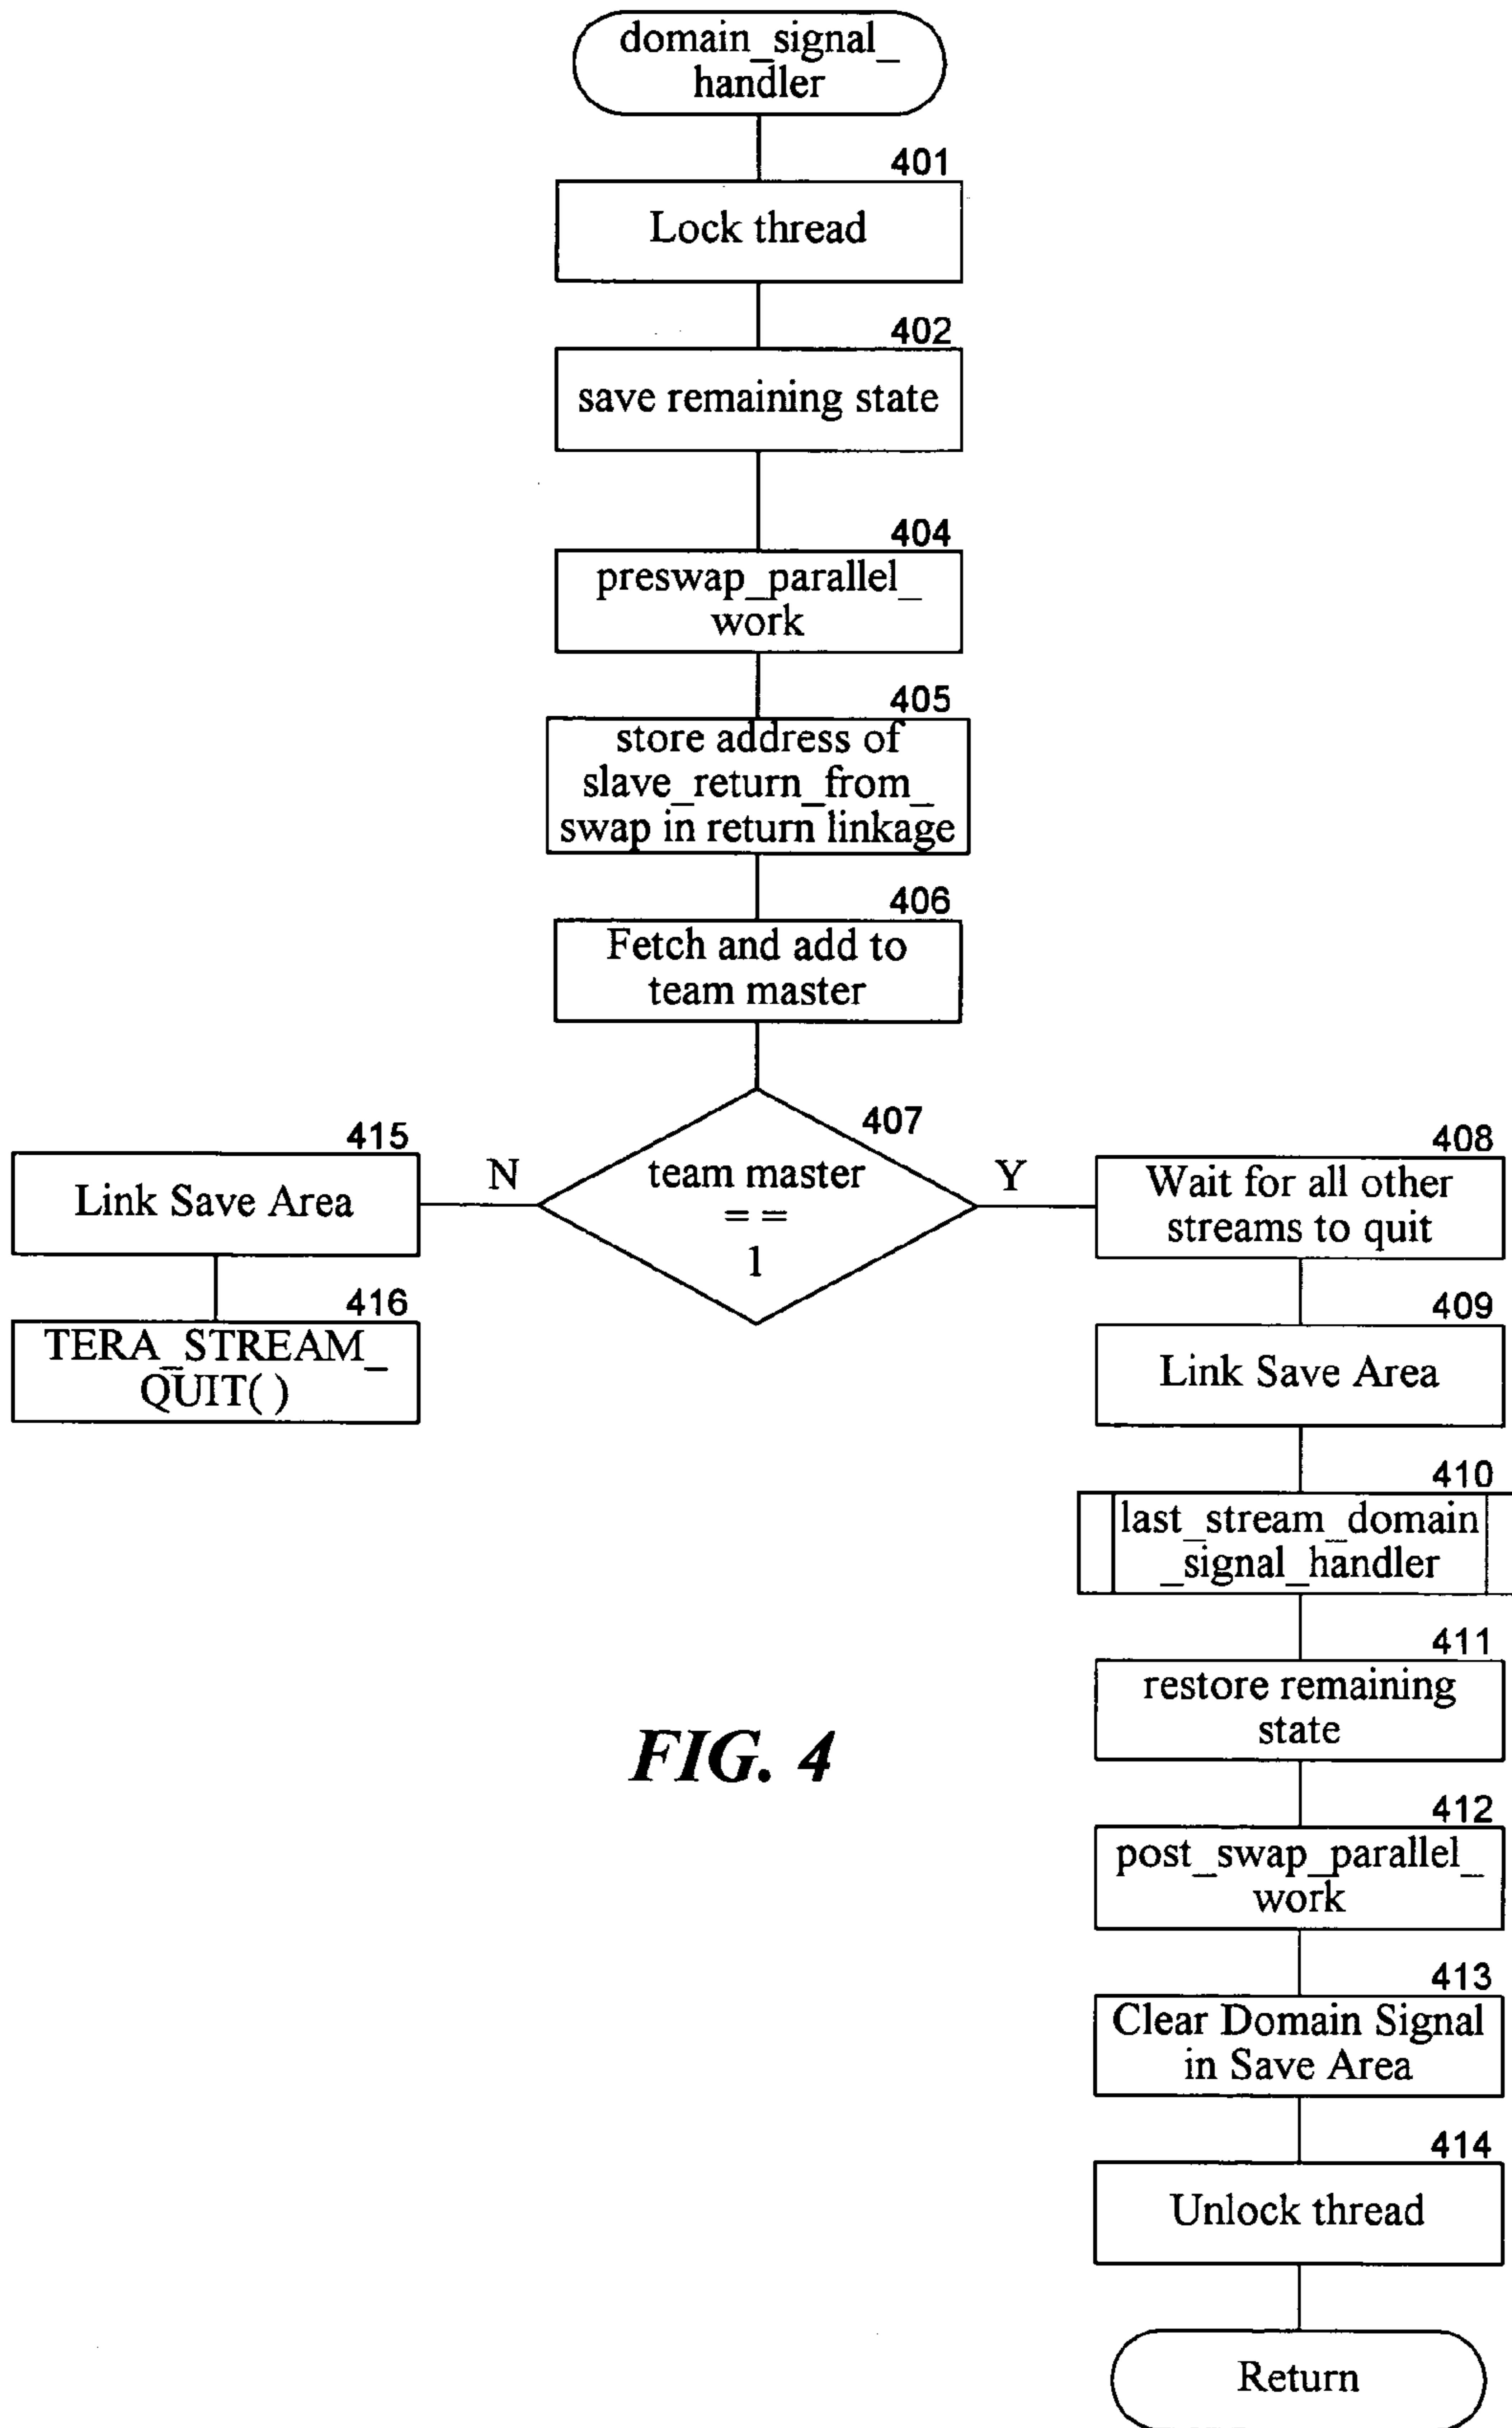 domain_signal_
handler
401
Lock thread
402
save remaining state
404
preswap_parallel_
work
405
store address of
slave_return_from_
swap in return linkage
406
Fetch and add to
team master
407
team master
= =
1
N
Y
415
Link Save Area
416
TERA_STREAM_
QUIT( )
408
Wait for all other
streams to quit
409
Link Save Area
410
last_stream_domain
_signal_handler
411
restore remaining
state
412
post_swap_parallel_
work
413
Clear Domain Signal
in Save Area
414
Unlock thread
Return
FIG. 4